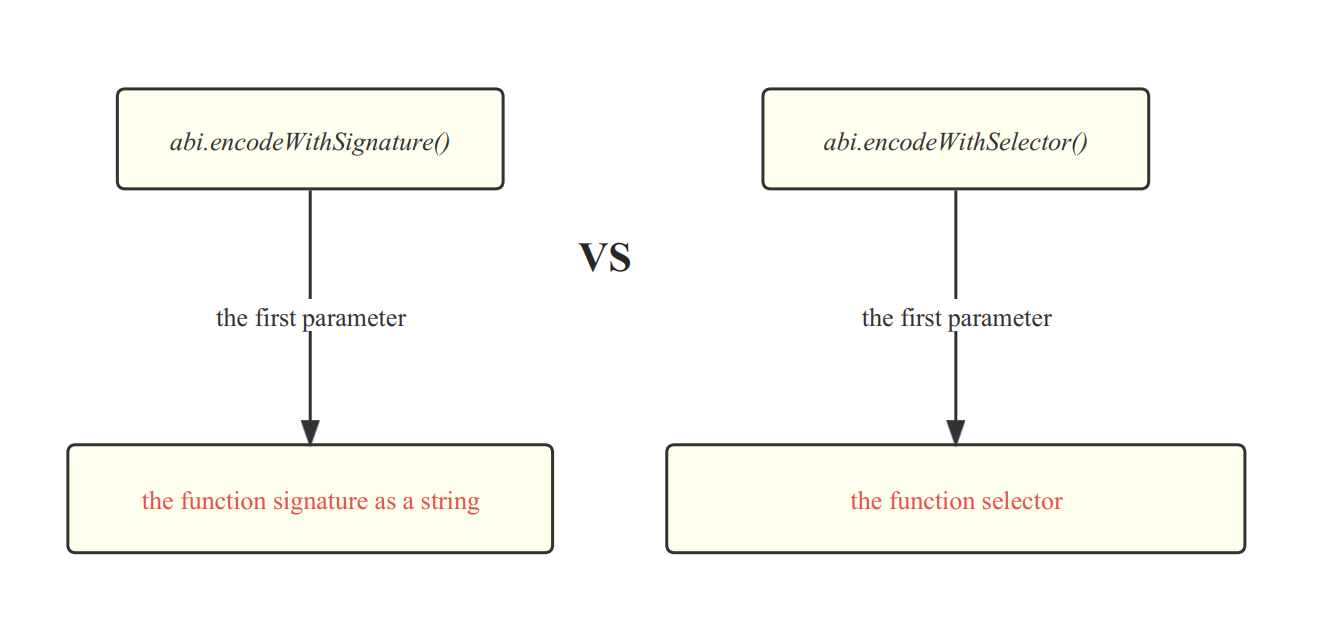 abi.encodeWithSignature()
abi.encodeWithSelector()
VS
the first parameter
the first parameter
the function signature as a string
the function selector